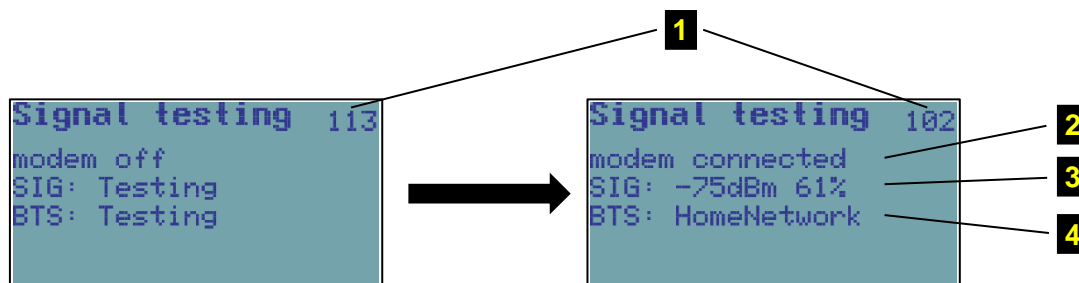 1
Signal testing 113
modem off
SIG: Testing
BTS: Testing
Signal testing 102
modem connected
SIG: -75dBm 61%
BTS: HomeNetwork
2
3
4